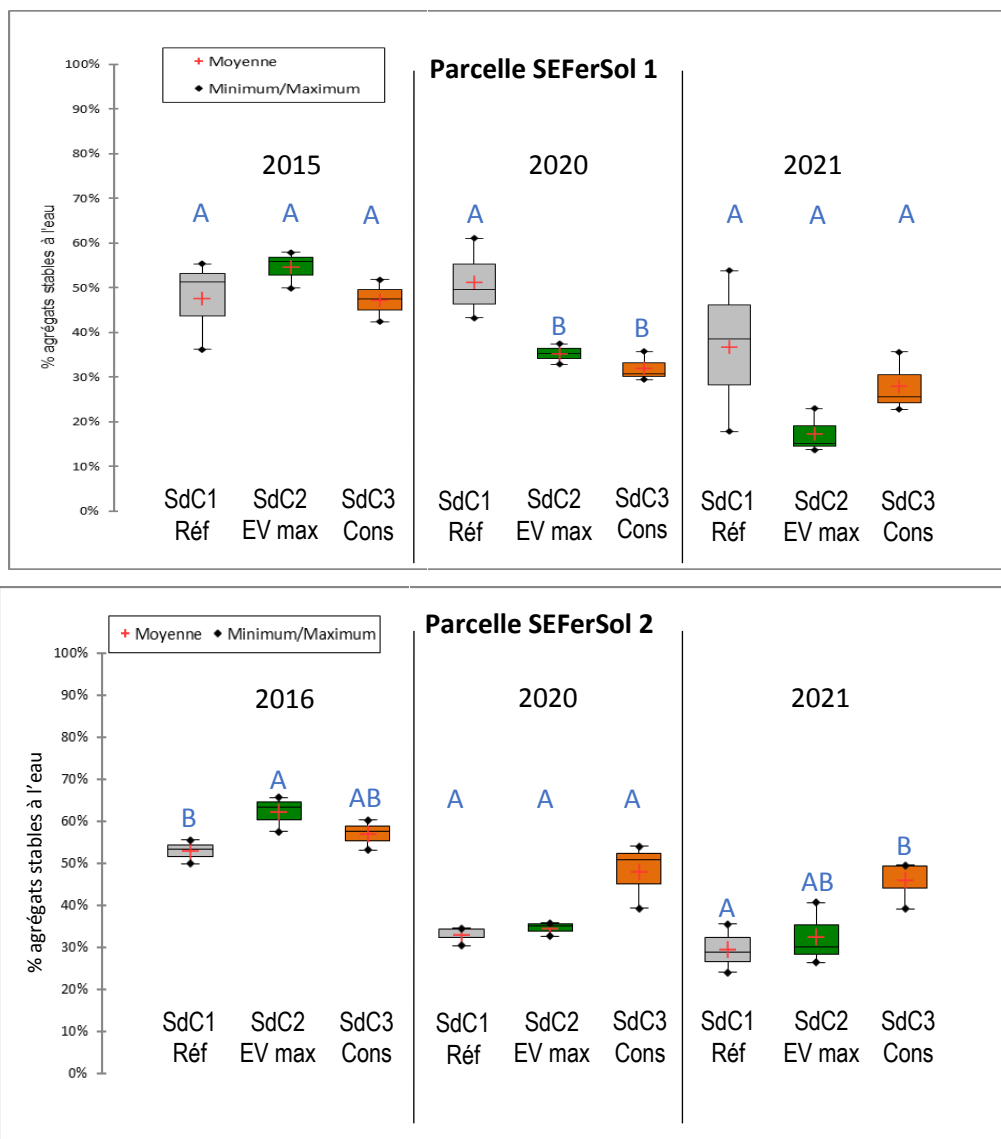 Parcelle SEFerSol 1
+ Moyenne
♦ Minimum/Maximum
% agrégats stables à l'eau
100%
90%
80%
70%
60%
50%
40%
30%
20%
10%
0%
2015 2020 2021
A A A A B B A A A
SdC1 SdC2 SdC3 SdC1 SdC2 SdC3 SdC1 SdC2 SdC3
Réf EV max Cons Réf EV max Cons Réf EV max Cons
Parcelle SEFerSol 2
+ Moyenne ♦ Minimum/Maximum
% agrégats stables à l'eau
100%
90%
80%
70%
60%
50%
40%
30%
20%
10%
0%
2016 2020 2021
B A AB A A A A AB B
SdC1 SdC2 SdC3 SdC1 SdC2 SdC3 SdC1 SdC2 SdC3
Réf EV max Cons Réf EV max Cons Réf EV max Cons